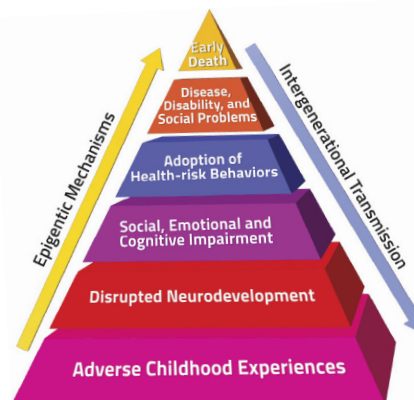 Early
Death
Disease,
Disability, and
Social Problems
Adoption of
Health-risk Behaviors
Social, Emotional and
Cognitive Impairment
Disrupted Neurodevelopment
Adverse Childhood Experiences
Epigentic Mechanisms
Intergenerational Transmission